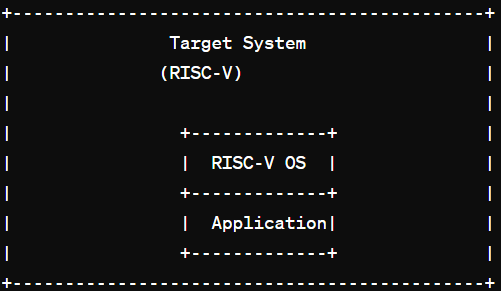 Target System
(RISC-V)
RISC-V OS
Application